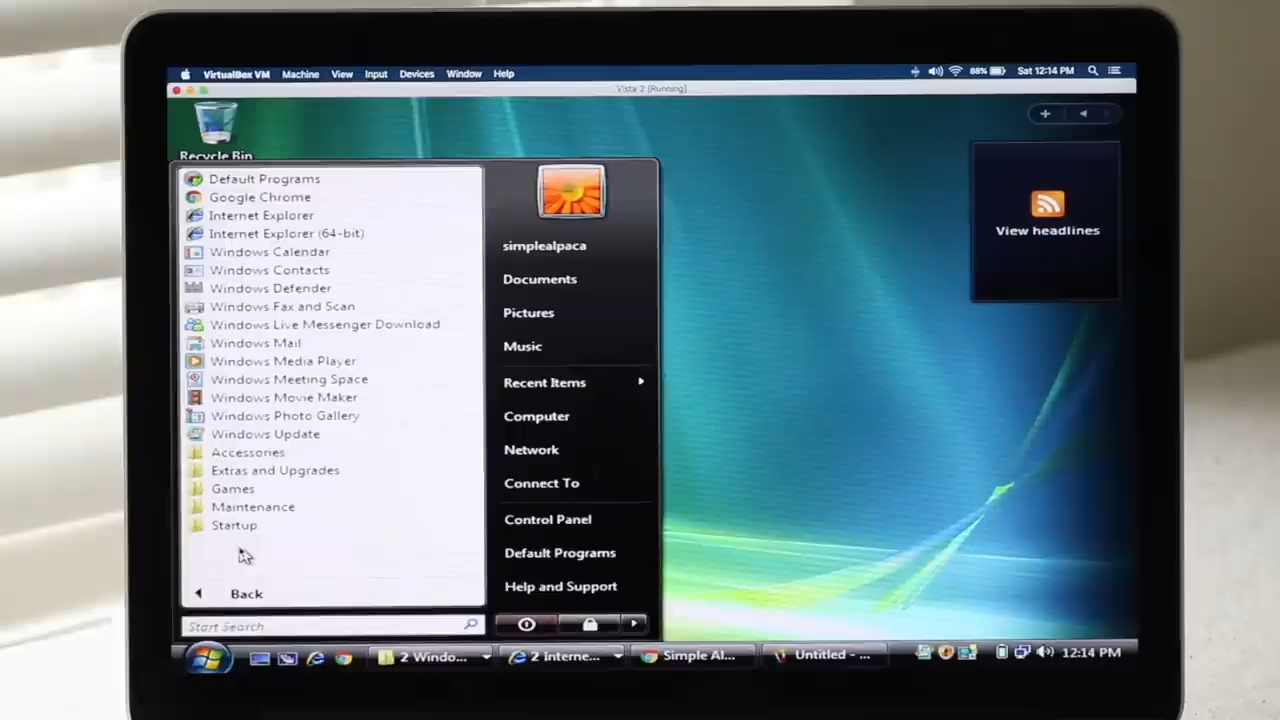 VirtualBox VM Machine View Input Devices Window Help 88% Sat 12:14 PM
Vista 2 [Running]
Recycle Bin
Default Programs
Google Chrome
Internet Explorer
Internet Explorer (64-bit)
Windows Calendar
Windows Contacts
Windows Defender
Windows Fax and Scan
Windows Live Messenger Download
Windows Mail
Windows Media Player
Windows Meeting Space
Windows Movie Maker
Windows Photo Gallery
Windows Update
Accessories
Extras and Upgrades
Games
Maintenance
Startup
Back
Start Search
simplealpaca
Documents
Pictures
Music
Recent Items
Computer
Network
Connect To
Control Panel
Default Programs
Help and Support
View headlines
2 Windo... 2 Interne... Simple Al... Untitled - ... 12:14 PM